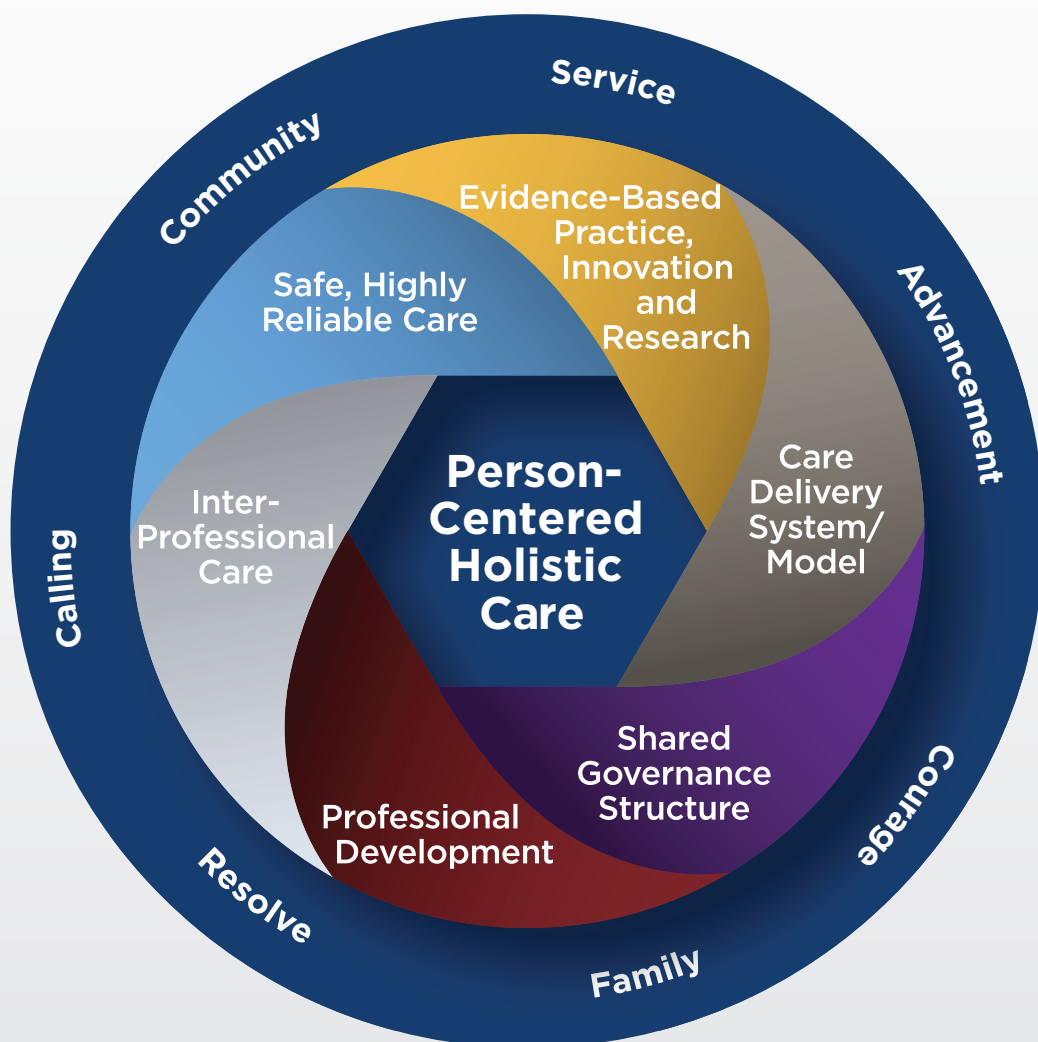 Service
Advancement
Courage
Family
Resolve
Calling
Community
Evidence-Based
Practice,
Innovation
and
Research
Care
Delivery
System/
Model
Shared
Governance
Structure
Professional
Development
Inter-
Professional
Care
Safe, Highly
Reliable Care
Person-
Centered
Holistic
Care